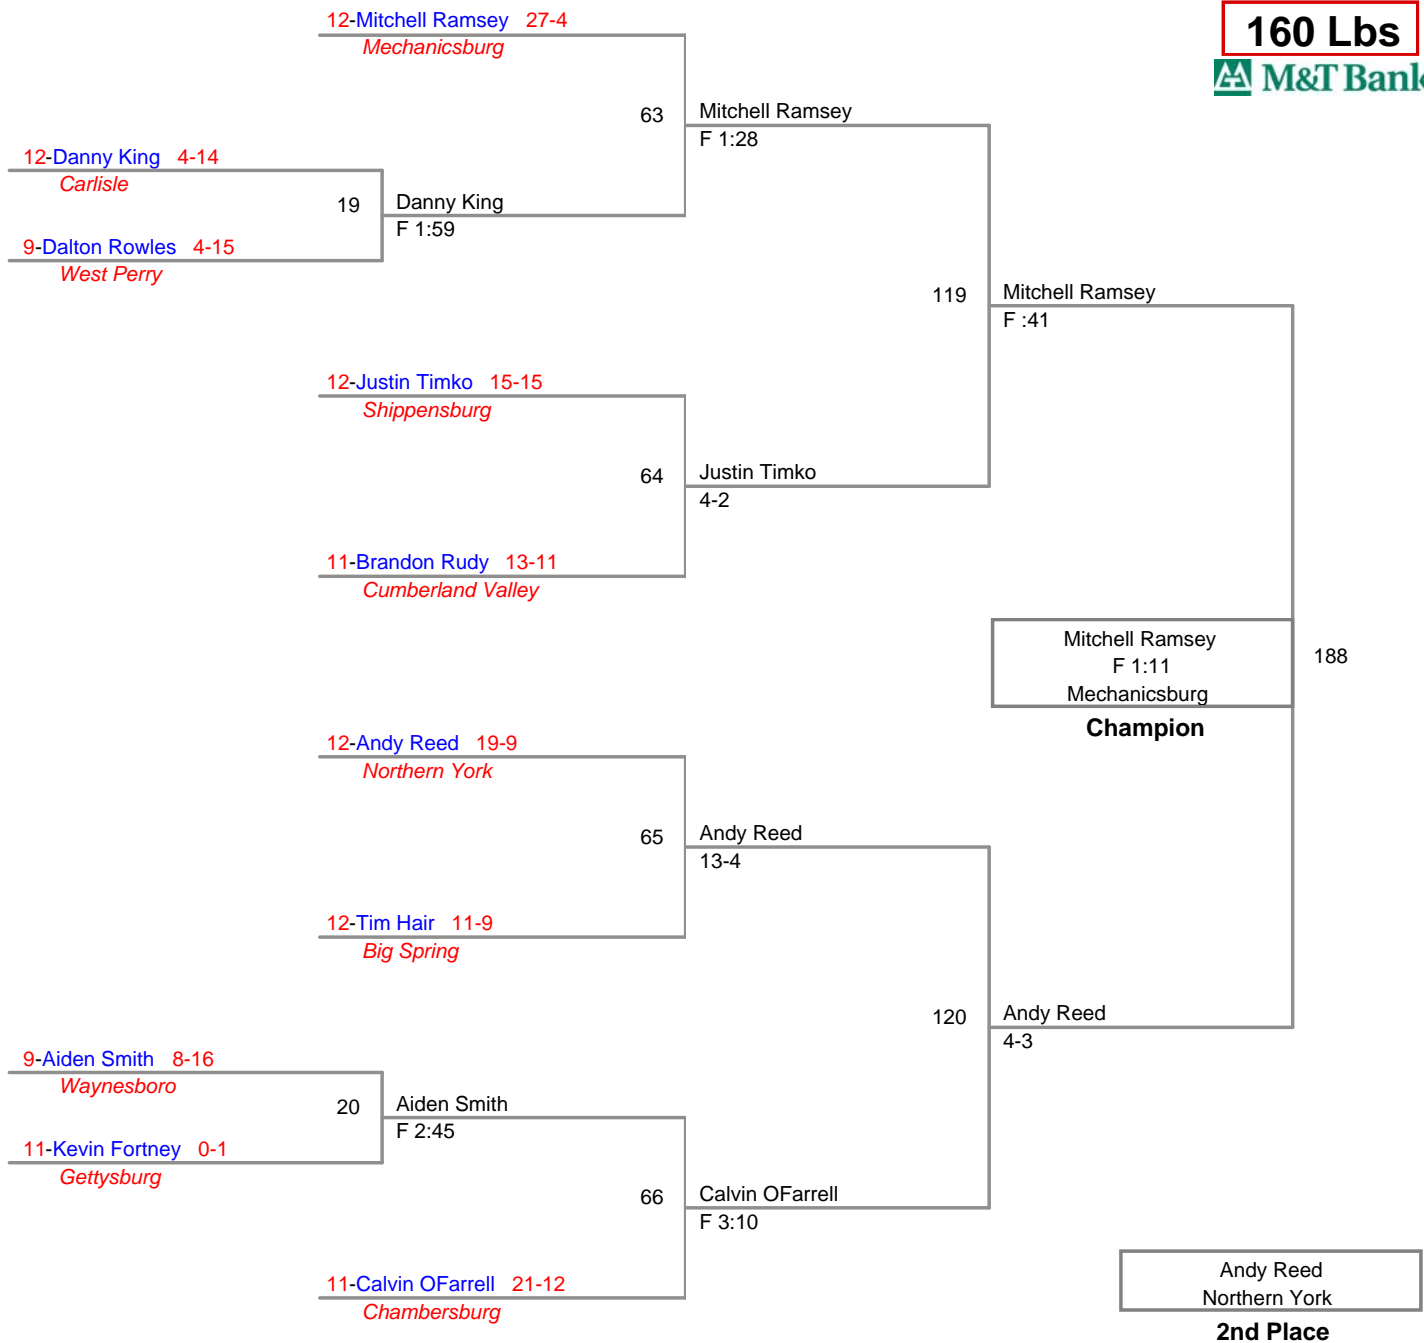 12-Mitchell Ramsey 27-4
Mechanicsburg
160 Lbs
M&T Bank
63
Mitchell Ramsey
F 1:28
12-Danny King 4-14
Carlisle
19
Danny King
F 1:59
9-Dalton Rowles 4-15
West Perry
119
Mitchell Ramsey
F :41
12-Justin Timko 15-15
Shippensburg
64
Justin Timko
4-2
11-Brandon Rudy 13-11
Cumberland Valley
Mitchell Ramsey
F 1:11
Mechanicsburg
188
Champion
12-Andy Reed 19-9
Northern York
65
Andy Reed
13-4
12-Tim Hair 11-9
Big Spring
120
Andy Reed
4-3
9-Aiden Smith 8-16
Waynesboro
20
Aiden Smith
F 2:45
11-Kevin Fortney 0-1
Gettysburg
66
Calvin OFarrell
F 3:10
11-Calvin OFarrell 21-12
Chambersburg
Andy Reed
Northern York
2nd Place